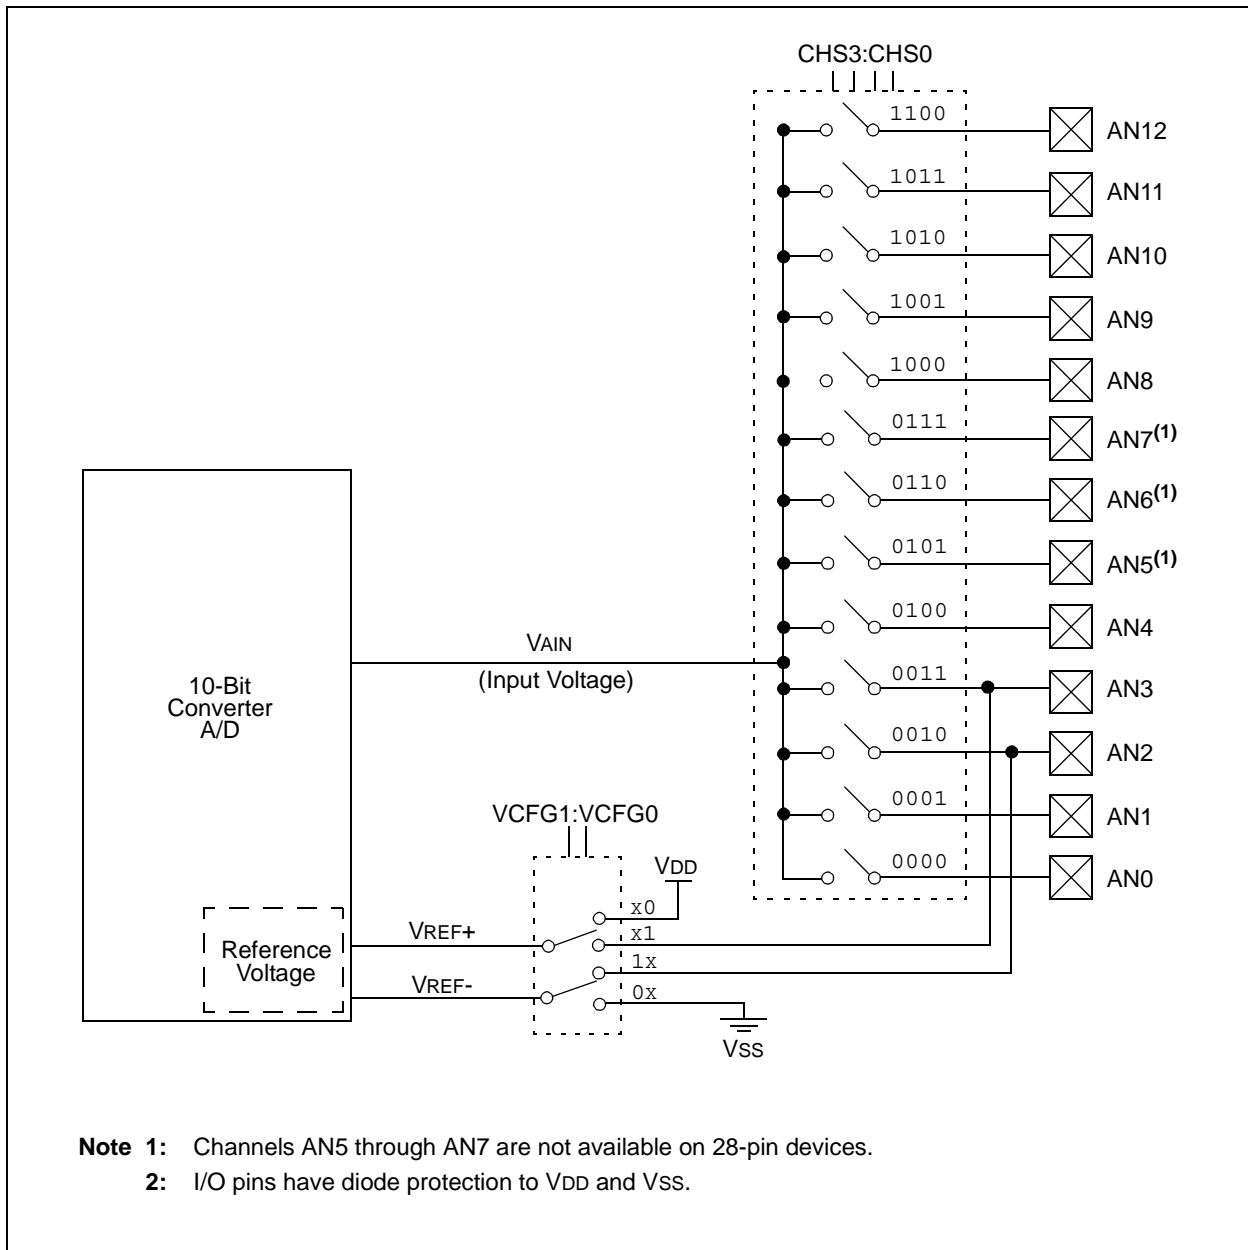 CHS3:CHS0
1100 AN12
1011 AN11
1010 AN10
1001 AN9
1000 AN8
0111 AN7(1)
0110 AN6(1)
0101 AN5(1)
0100 AN4
VAIN
(Input Voltage)
0011 AN3
10-Bit
Converter
A/D
0010 AN2
0001 AN1
VCFG1:VCFG0
0000 AN0
VDD
x0
VREF+
x1
Reference
Voltage
1x
VREF-
0x
VSS
Note 1: Channels AN5 through AN7 are not available on 28-pin devices.
2: I/O pins have diode protection to VDD and VSS.